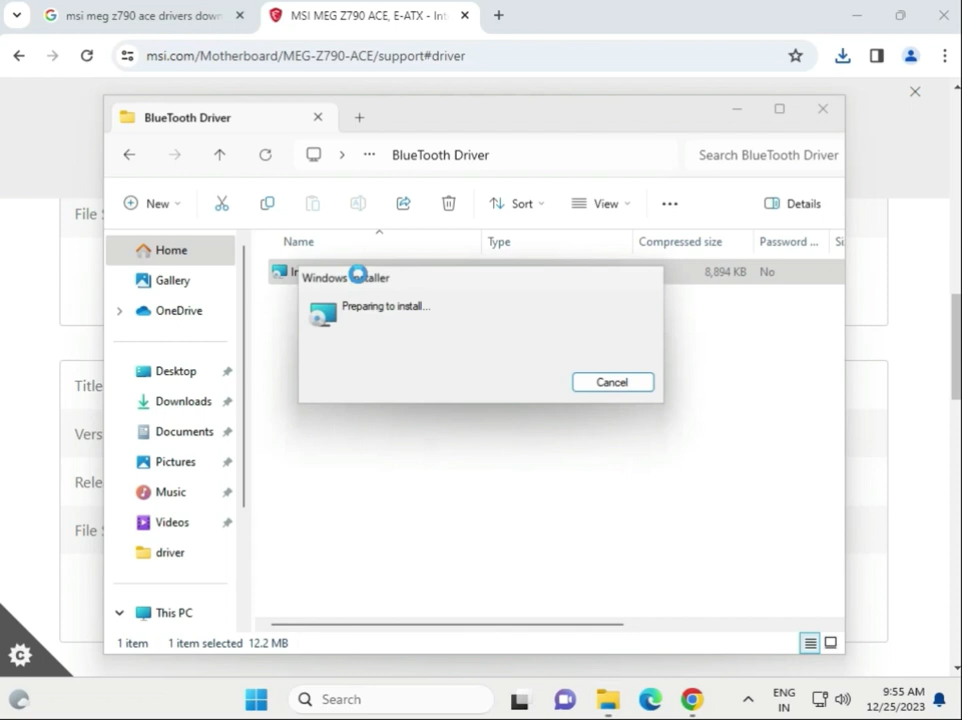 msi meg z790 ace drivers down
MSI MEG Z790 ACE, E-ATX - Int
msi.com/Motherboard/MEG-Z790-ACE/support#driver
BlueTooth Driver
BlueTooth Driver
Search BlueTooth Driver
New
Sort
View
Details
File
Name
Type
Compressed size
Password ...
Si
Home
In
8,894 KB
No
Windows Installer
Gallery
Preparing to install...
OneDrive
Desktop
Cancel
Title
Downloads
Vers
Documents
Pictures
Rele
Music
Videos
File
driver
This PC
1 item
1 item selected
12.2 MB
Search
ENG
IN
9:55 AM
12/25/2023